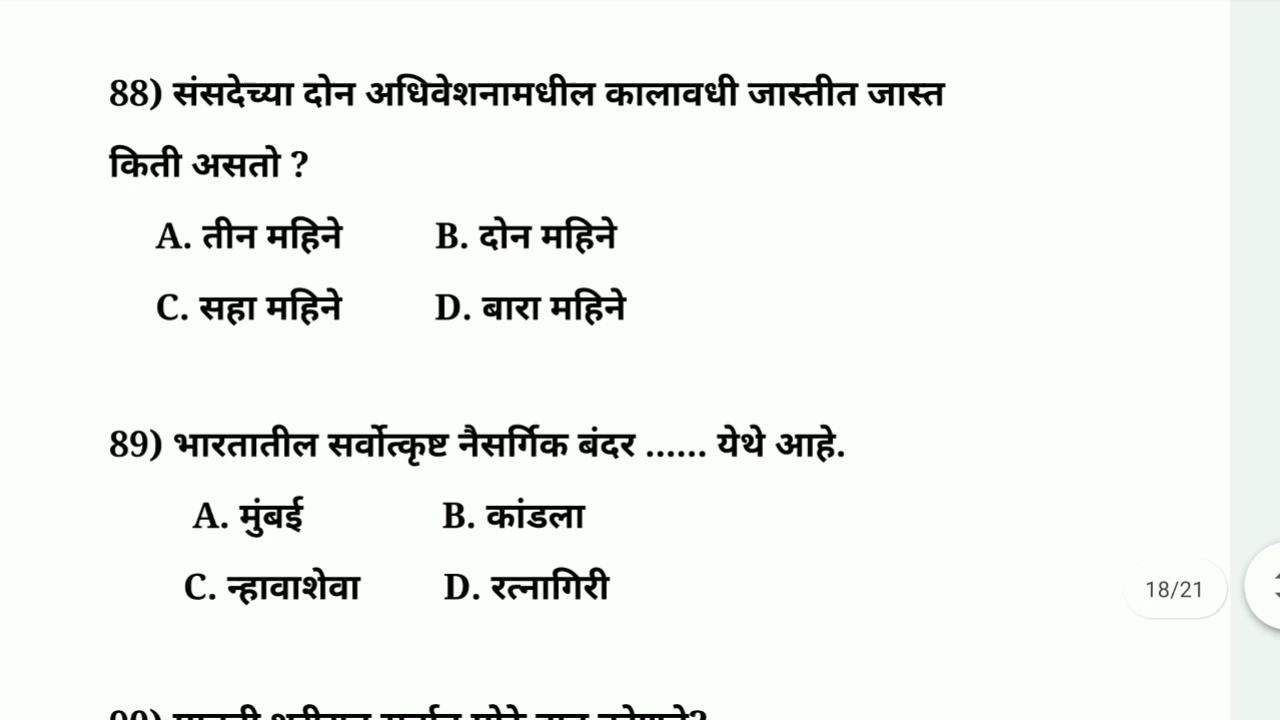 88) संसदेच्या दोन अधिवेशनामधील कालावधी जास्तीत जास्त
किती असतो ?
A. तीन महिने B. दोन महिने
C. सहा महिने D. बारा महिने
89) भारतातील सर्वोत्कृष्ट नैसर्गिक बंदर ...... येथे आहे.
A. मुंबई B. कांडला
C. न्हावाशेवा D. रत्नागिरी
18/21